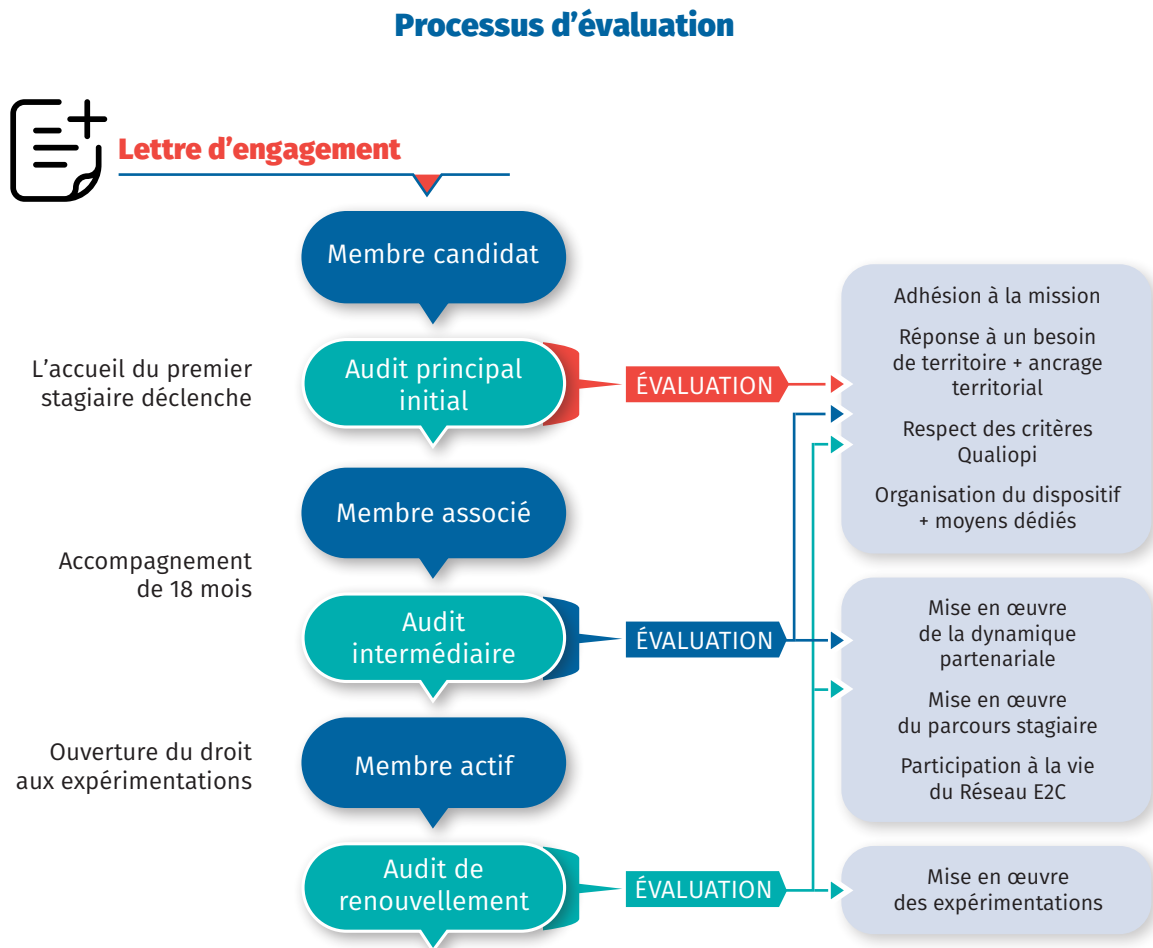 Processus d’évaluation
Lettre d’engagement
Membre candidat
L’accueil du premier
stagiaire déclenche
Audit principal
initial
ÉVALUATION
Adhésion à la mission
Réponse à un besoin
de territoire + ancrage
territorial
Respect des critères
Qualiopi
Organisation du dispositif
+ moyens dédiés
Membre associé
Accompagnement
de 18 mois
Audit
intermédiaire
ÉVALUATION
Mise en œuvre
de la dynamique
partenariale
Mise en œuvre
du parcours stagiaire
Participation à la vie
du Réseau E2C
Ouverture du droit
aux expérimentations
Membre actif
Audit de
renouvellement
ÉVALUATION
Mise en œuvre
des expérimentations